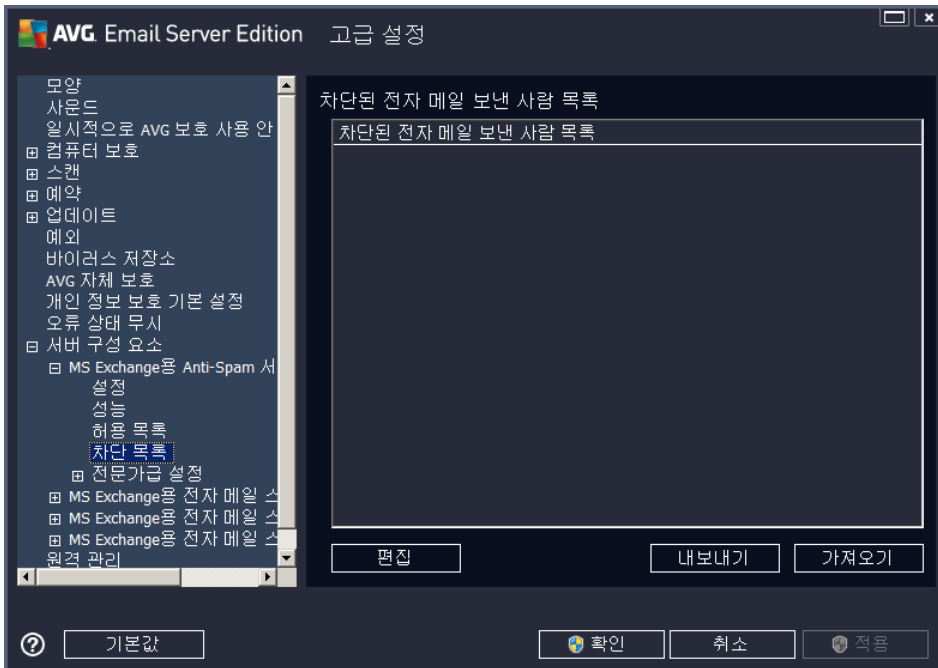 AVG. Email Server Edition 고급 설정
모양
사운드
일시적으로 AVG 보호 사용 안
컴퓨터 보호
스캔
예약
업데이트
예외
바이러스 저장소
AVG 자체 보호
개인 정보 보호 기본 설정
오류 상태 무시
서버 구성 요소
MS Exchange용 Anti-Spam 서
설정
성능
허용 목록
차단 목록
전문가급 설정
MS Exchange용 전자 메일 스
MS Exchange용 전자 메일 스
MS Exchange용 전자 메일 스
원격 관리
차단된 전자 메일 보낸 사람 목록
차단된 전자 메일 보낸 사람 목록
편집 내보내기 가져오기
기본값 확인 취소 적용